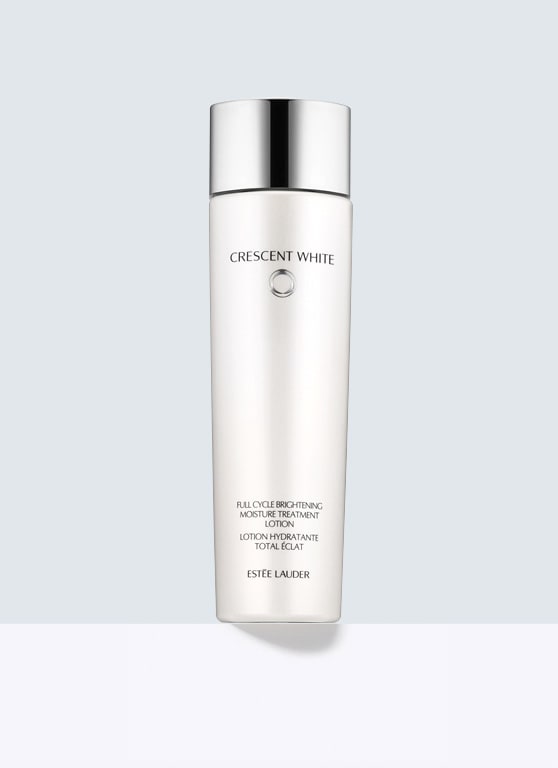 CRESCENT WHITE
FULL CYCLE BRIGHTENING
MOISTURE TREATMENT
LOTION
LOTION HYDRATANTE
TOTAL ÉCLAT
ESTĒE LAUDER